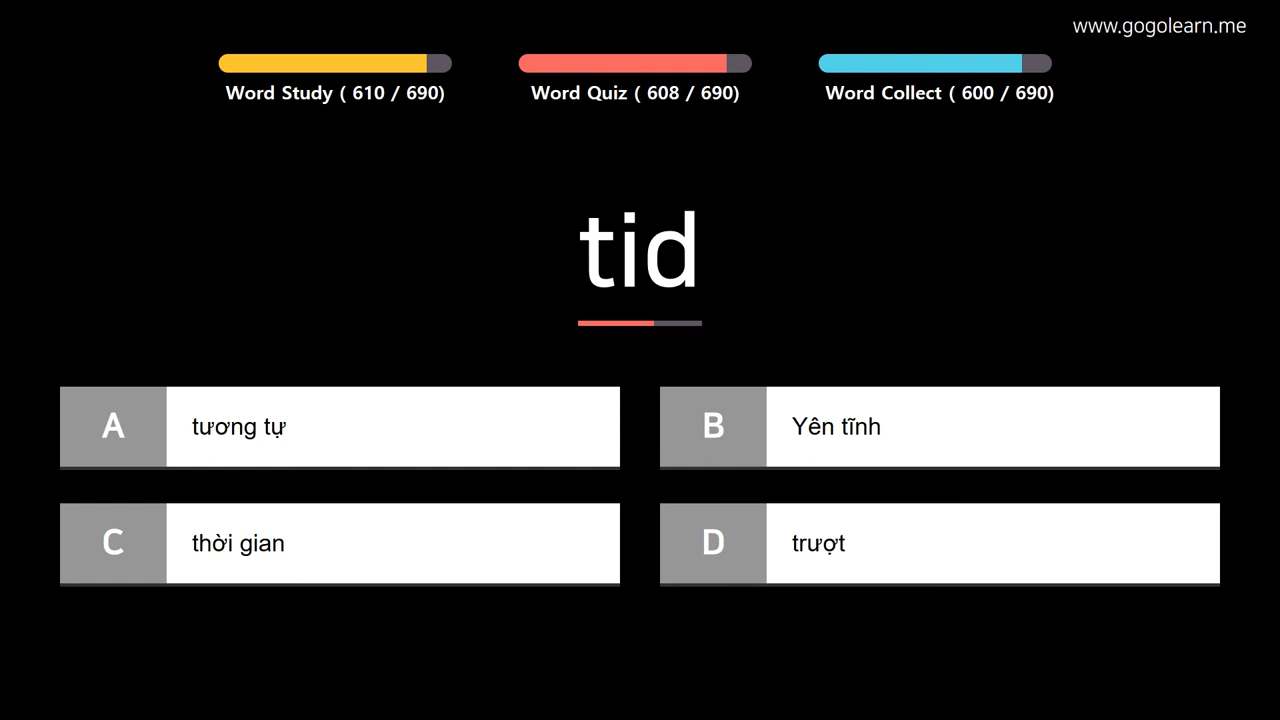 www.gogolearn.me
Word Study ( 610 / 690)
Word Quiz ( 608 / 690)
Word Collect ( 600 / 690)
tid
A tương tự
B Yên tĩnh
C thời gian
D trượt